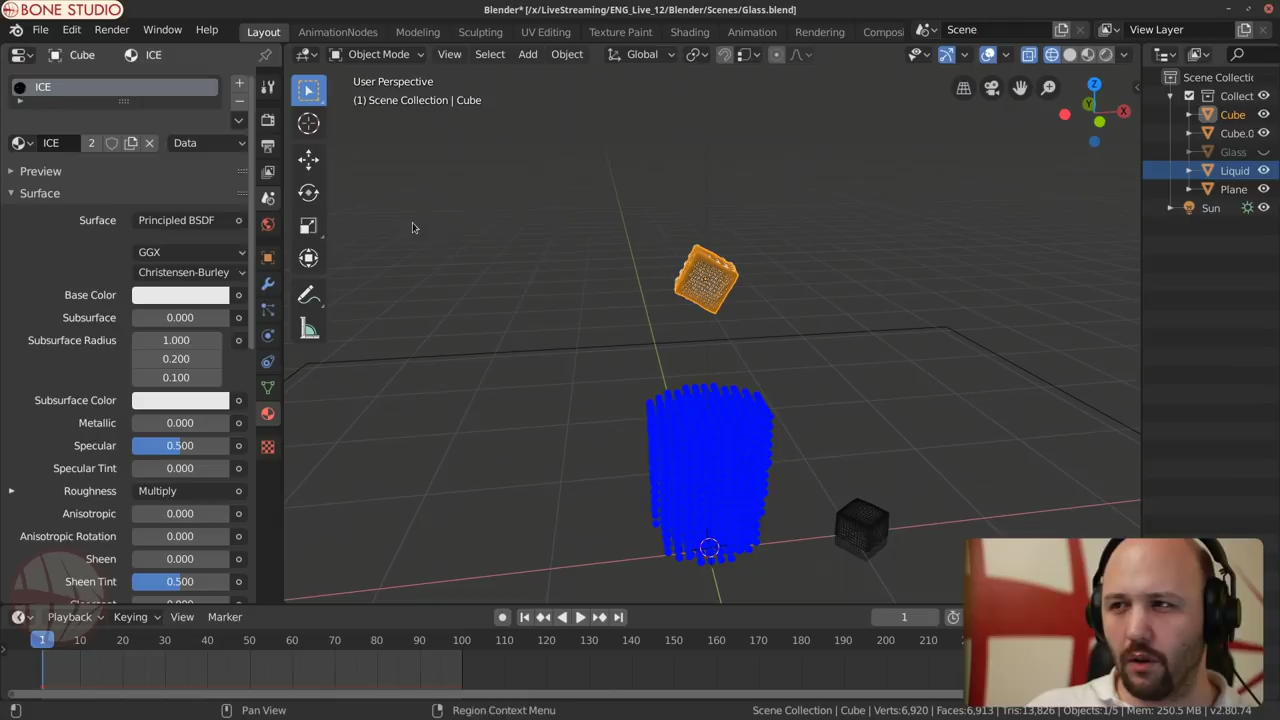 BONE STUDIO
Blender* [/x/LiveStreaming/ENG_Live_12/Blender/Scenes/Glass.blend]
File Edit Render Window Help Layout AnimationNodes Modeling Sculpting UV Editing Texture Paint Shading Animation Rendering Compos Scene View Layer
Cube ICE Object Mode View Select Add Object Global
ICE
User Perspective
(1) Scene Collection | Cube
Z
Y
X
Scene Collectic
Collect
Cube
Cube.0
Glass
Liquid
Plane
Sun
ICE 2 Data
Preview
Surface
Surface Principled BSDF
GGX
Christensen-Burley
Base Color
Subsurface 0.000
Subsurface Radius 1.000
0.200
0.100
Subsurface Color
Metallic 0.000
Specular 0.500
Specular Tint 0.000
Roughness Multiply
Anisotropic 0.000
Anisotropic Rotation 0.000
Sheen 0.000
Sheen Tint 0.500
Playback Keying View Marker 1
1 10 20 30 40 50 60 70 80 90 100 110 120 130 140 150 160 170 180 190 200 210
Pan View Region Context Menu Scene Collection | Cube | Verts:6,920 | Faces:6,913 | Tris:13,826 | Objects:1/5 | Mem: 250.5 MB | v2.80.74